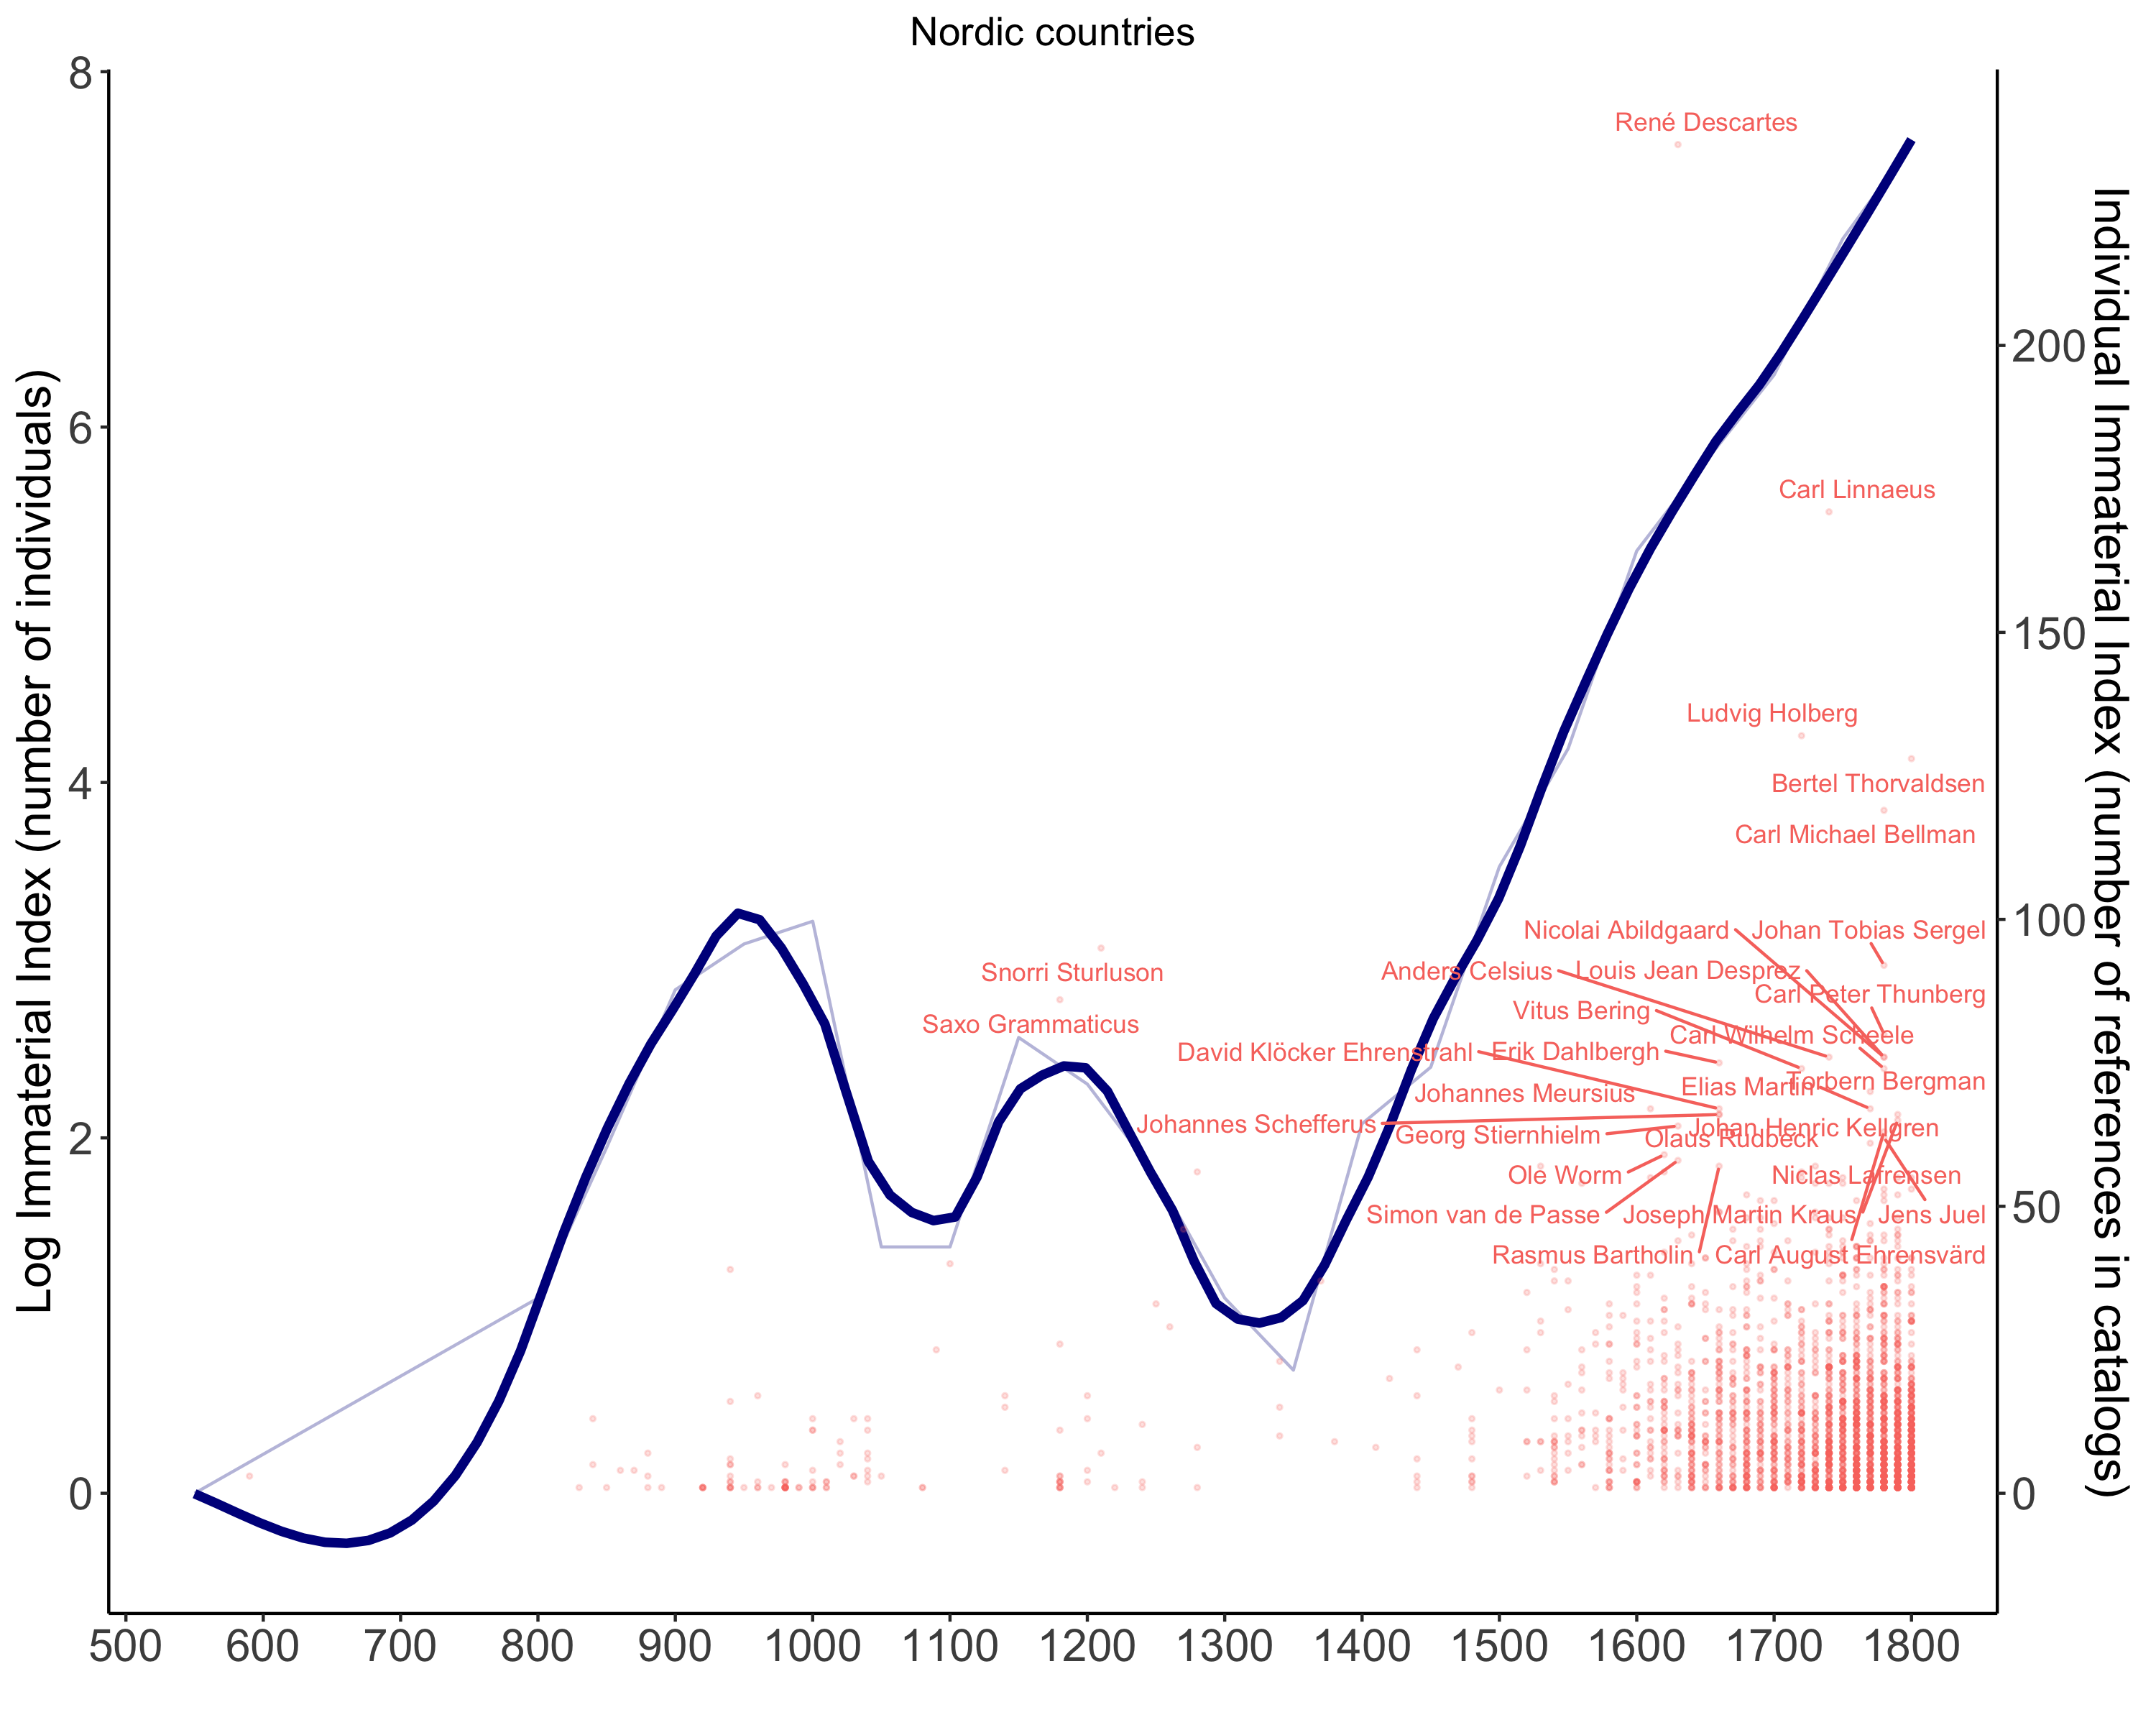 Nordic countries
Log Immaterial Index (number of individuals)
8
6
4
2
0
René Descartes
Carl Linnaeus
Ludvig Holberg
Bertel Thorvaldsen
Carl Michael Bellman
Nicolai Abildgaard
Johan Tobias Sergel
Snorri Sturluson
Anders Celsius
Louis Jean Desprez
Carl Peter Thunberg
Vitus Bering
Saxo Grammaticus
Carl Wilhelm Scheele
David Klöcker Ehrenstrahl
Erik Dahlbergh
Torbern Bergman
Elias Martin
Johannes Meursius
Johannes Schefferus
Johan Henric Kellgren
Georg Stiernhielm
Olaus Rudbeck
Ole Worm
Niclas Lafrensen
Simon van de Passe
Joseph Martin Kraus
Jens Juel
Rasmus Bartholin
Carl August Ehrensvärd
200
150
100
50
0
Individual Immaterial Index (number of references in catalogs)
500 600 700 800 900 1000 1100 1200 1300 1400 1500 1600 1700 1800